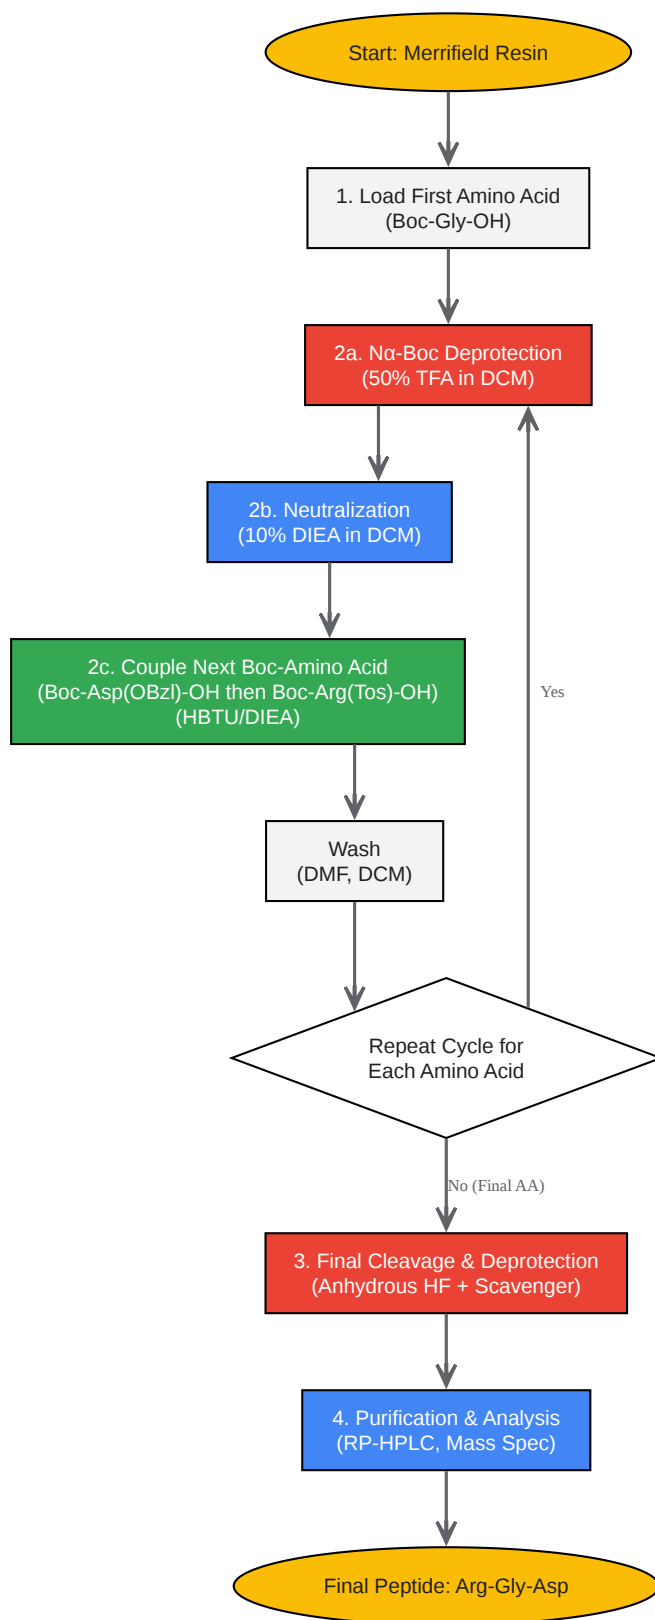 Start: Merrifield Resin
1. Load First Amino Acid
(Boc-Gly-OH)
2a. Nα-Boc Deprotection
(50% TFA in DCM)
2b. Neutralization
(10% DIEA in DCM)
2c. Couple Next Boc-Amino Acid
(Boc-Asp(OBzl)-OH then Boc-Arg(Tos)-OH)
(HBTU/DIEA)
Yes
Wash
(DMF, DCM)
Repeat Cycle for
Each Amino Acid
No (Final AA)
3. Final Cleavage & Deprotection
(Anhydrous HF + Scavenger)
4. Purification & Analysis
(RP-HPLC, Mass Spec)
Final Peptide: Arg-Gly-Asp